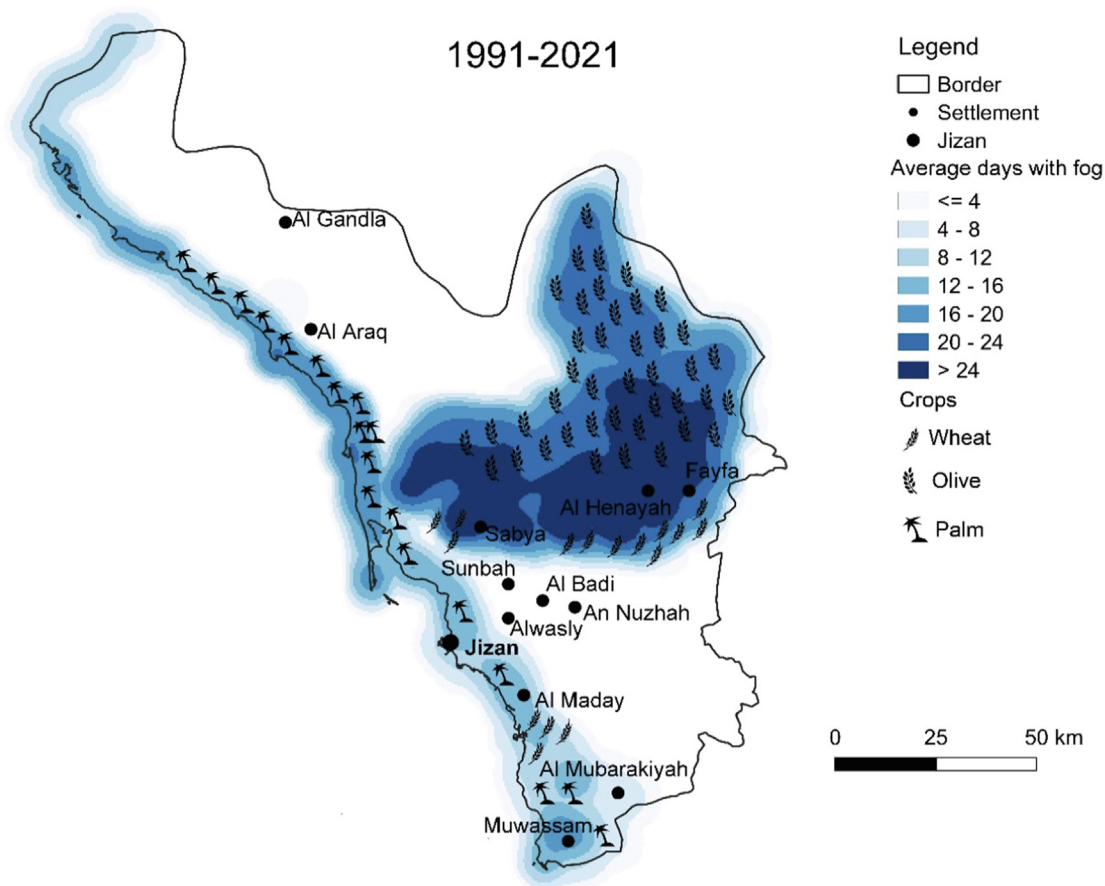 1991-2021
Legend
Border
Settlement
Jizan
Average days with fog
<= 4
4 - 8
8 - 12
12 - 16
16 - 20
20 - 24
> 24
Crops
Wheat
Olive
Palm
Al Gandla
Al Araq
Fayfa
Al Henayah
Sabya
Sunbah
Al Badi
An Nuzhah
Alwasly
Jizan
Al Maday
Al Mubarakiyah
Muwassam
0 25 50 km